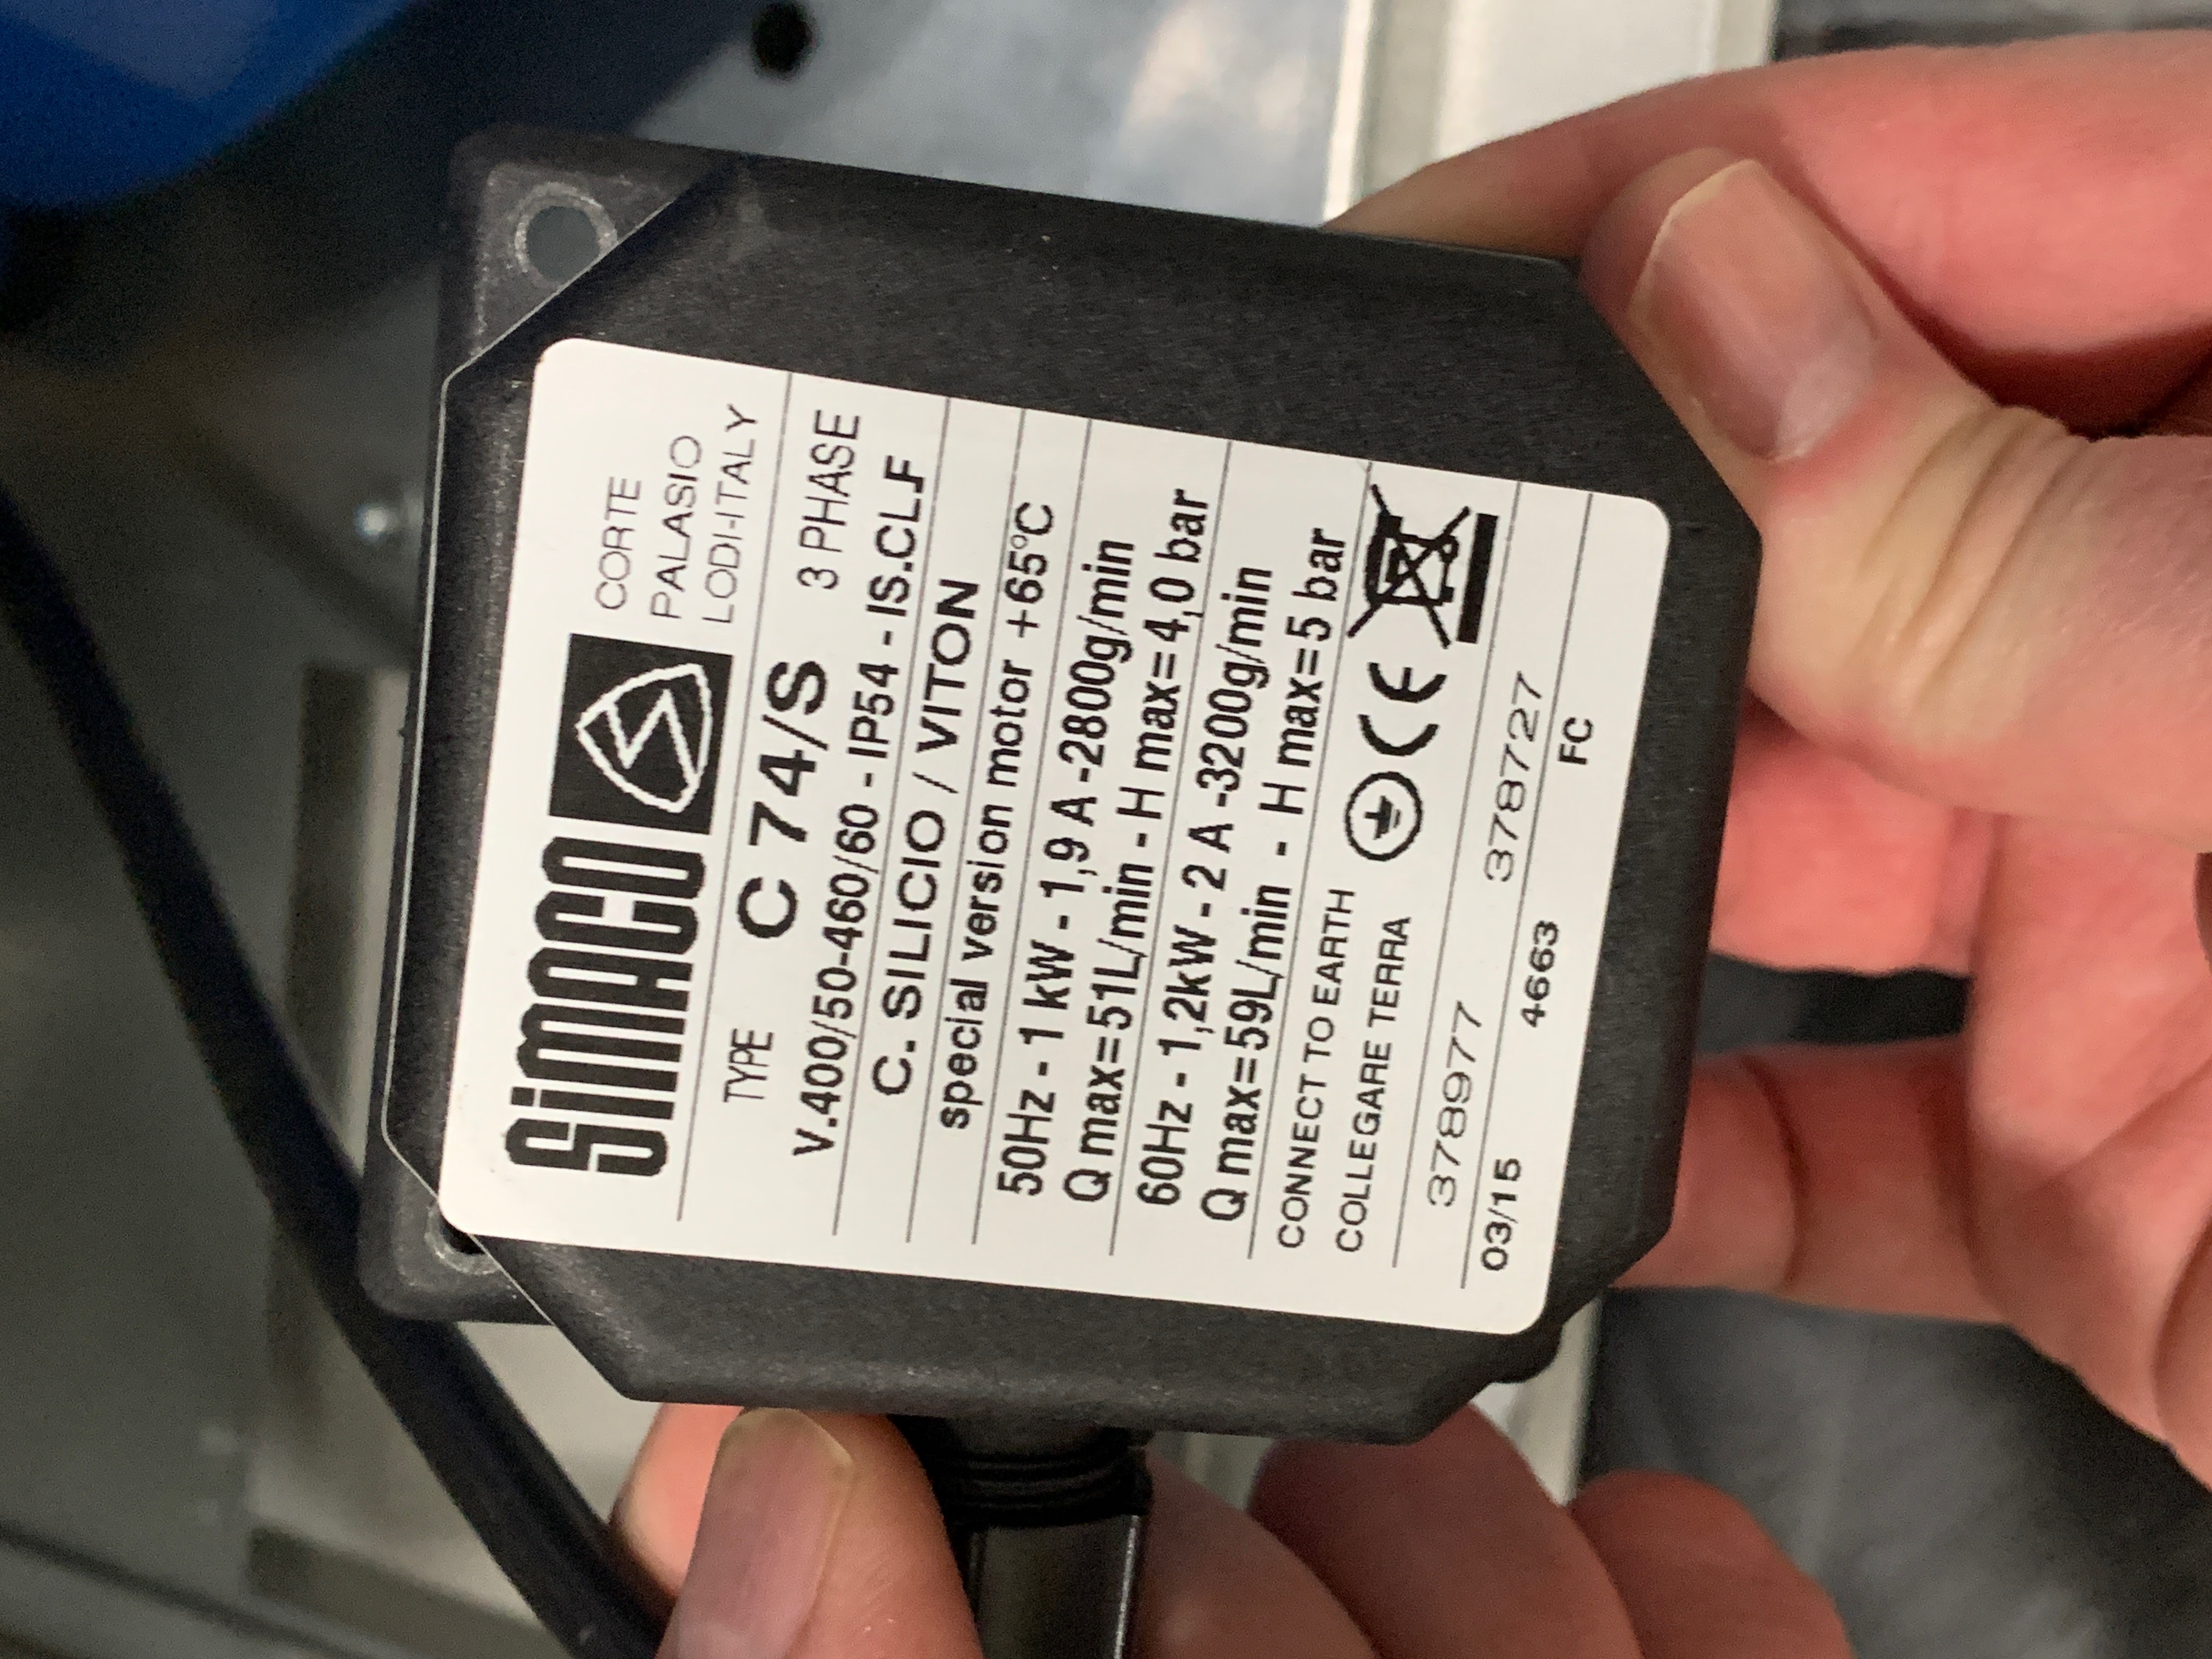 SIMACO
CORTE
PALASIO
LODI-ITALY
TYPE C 74/S 3 PHASE
V.400/50-460/60 - IP54 - IS.CLF
C. SILICIO / VITON
special version motor +65°C
50Hz - 1 kW - 1,9 A -2800g/min
Q max=51L/min - H max=4,0 bar
60Hz - 1,2kW - 2 A -3200g/min
Q max=59L/min - H max=5 bar
CONNECT TO EARTH
COLLEGARE TERRA
CE
378977 378727
03/15 4663 FC